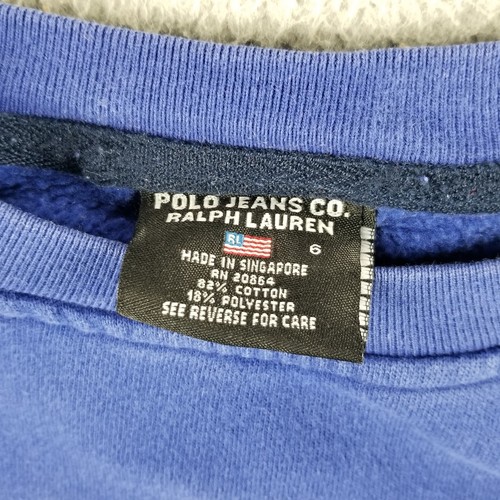 POLO JEANS CO.
RALPH LAUREN
RL 6
MADE IN SINGAPORE
RN 20864
82% COTTON
18% POLYESTER
SEE REVERSE FOR CARE